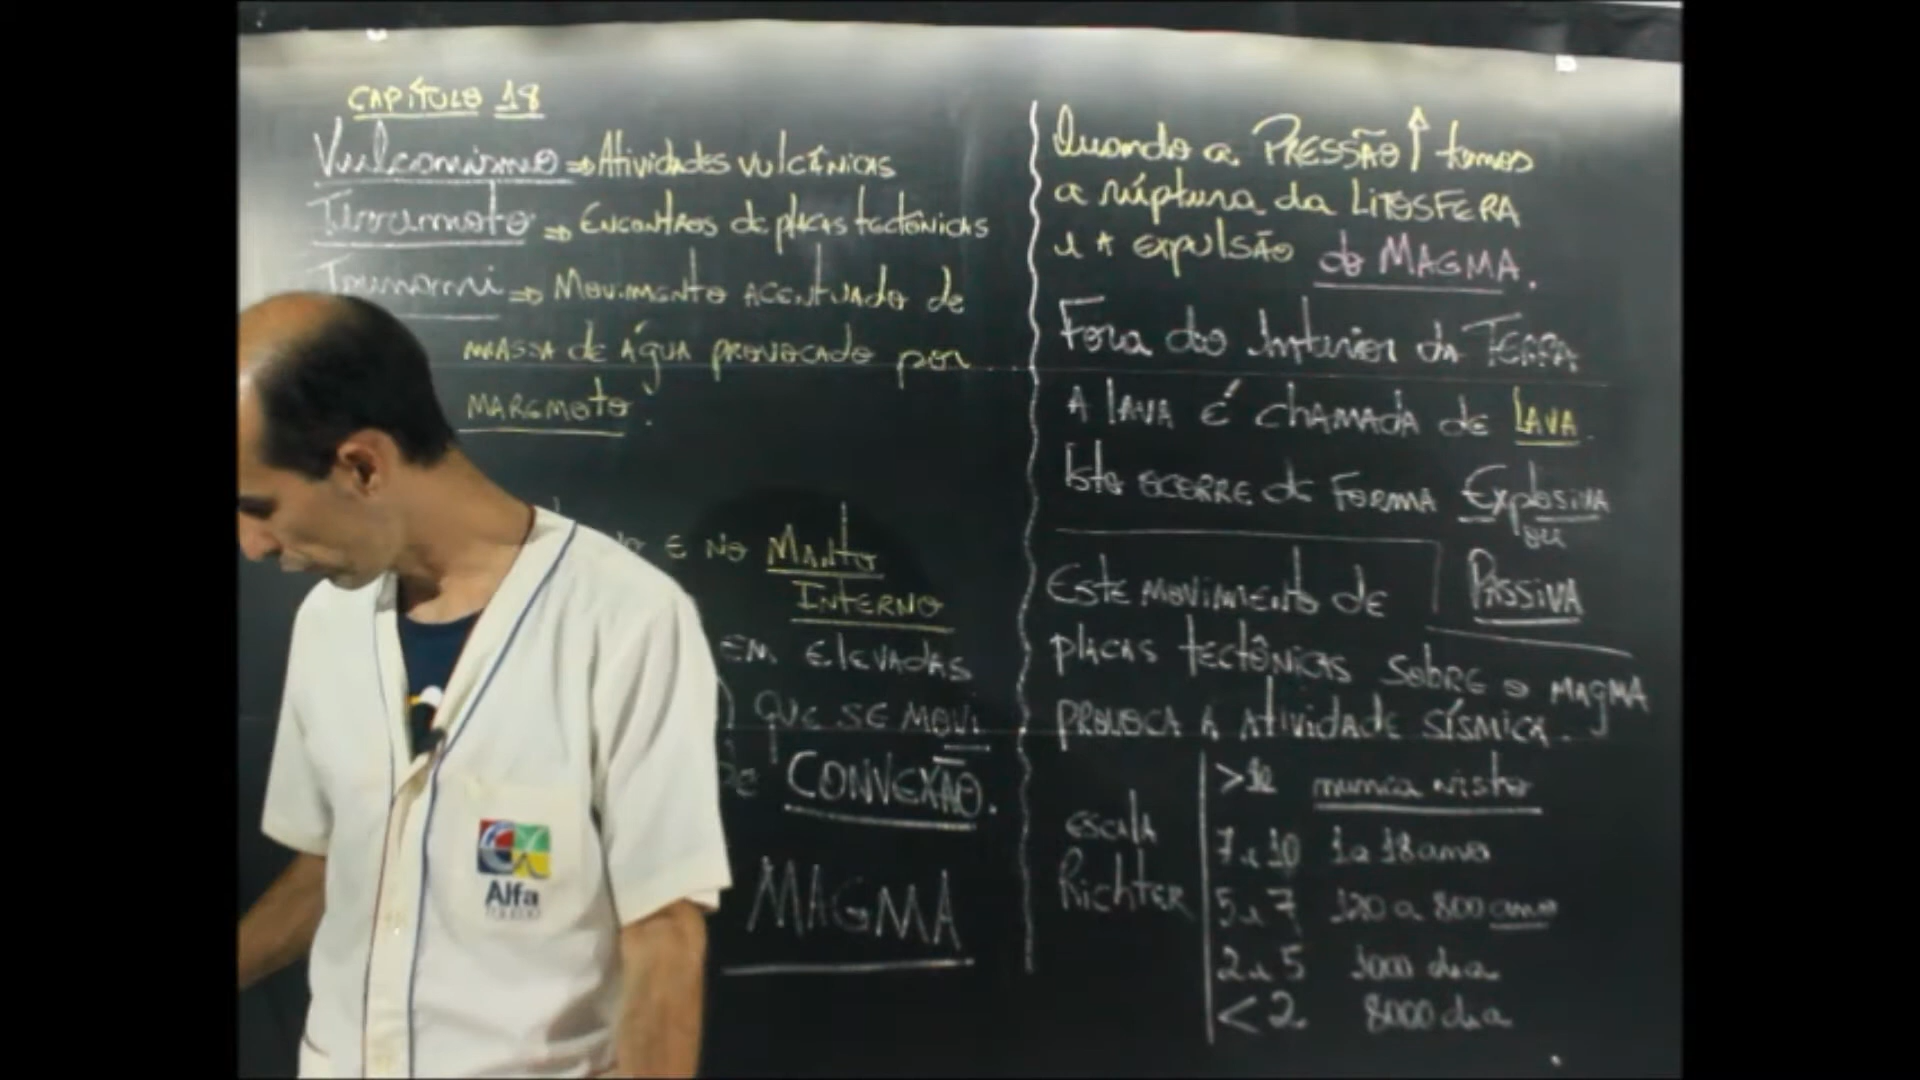 CAPÍTULO 18
Vulcanismo ⇒ Atividades vulcânicas
Terremoto ⇒ Encontros de placas tectônicas
Tsunami ⇒ Movimento acentuado de
massa de água provocado por
maremoto.
e no Manto
Interno
em elevadas
que se movi
de CONVEXÃO.
MAGMA
Quando a PRESSÃO ↑ temos
a rúptura da LITOSFERA
e a expulsão do MAGMA.
Fora do Interior da TERRA
A lava é chamada de LAVA.
Isto ocorre de forma Explosiva
ou
PASSIVA
Este movimento de
placas tectônicas sobre o magma
provoca a atividade sísmica.
escala
Richter
nunca visto
7 e 10 1 a 18 ano
5 e 7 120 a 800 ano
2 e 5 1000 dia
< 2 8000 dia
Alfa